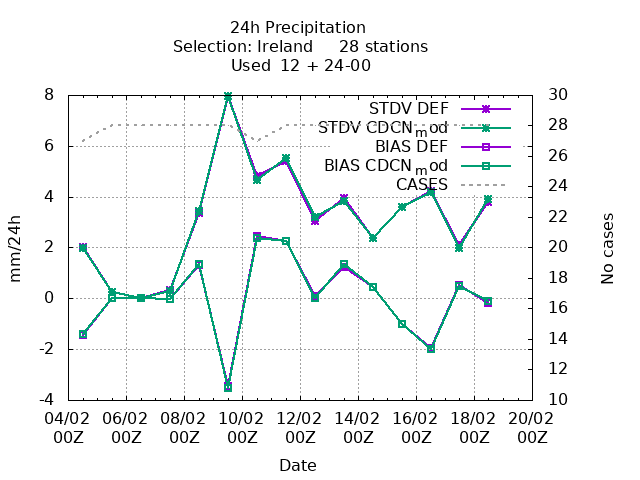 24h Precipitation
Selection: Ireland 28 stations
Used 12 + 24-00
8 30
STDV DEF
STDV CDCN_mod 28
BIAS DEF
6 26
BIAS CDCN_mod
CASES 24
4
22
2 20
18
0
16
14
-2
12
-4 10
04/02 06/02 08/02 10/02 12/02 14/02 16/02 18/02 20/02
00Z 00Z 00Z 00Z 00Z 00Z 00Z 00Z 00Z
Date
mm/24h
No cases